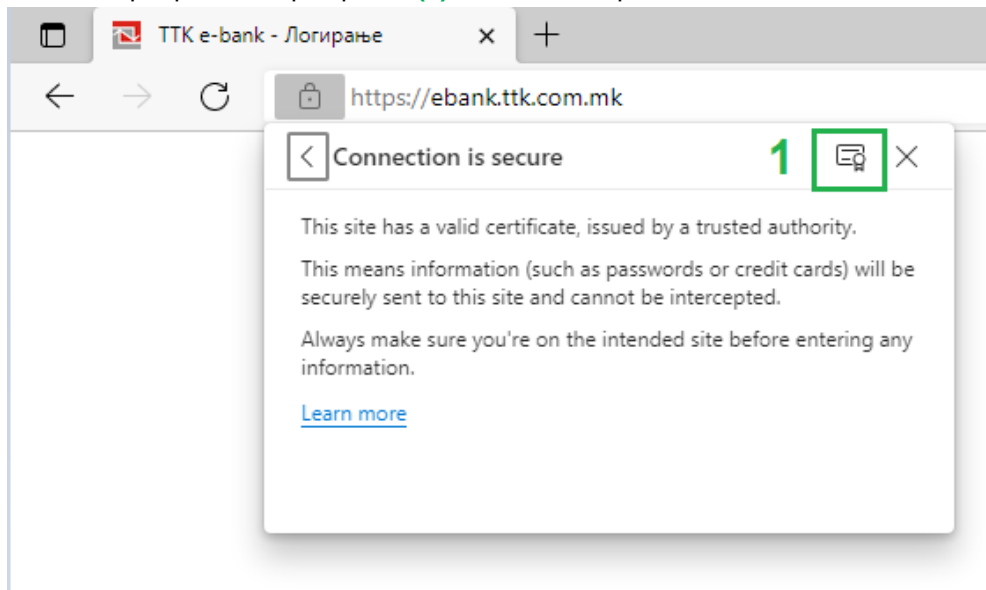 TTK e-bank - Логирање
https://ebank.ttk.com.mk
Connection is secure
1
This site has a valid certificate, issued by a trusted authority.
This means information (such as passwords or credit cards) will be
securely sent to this site and cannot be intercepted.
Always make sure you're on the intended site before entering any
information.
Learn more